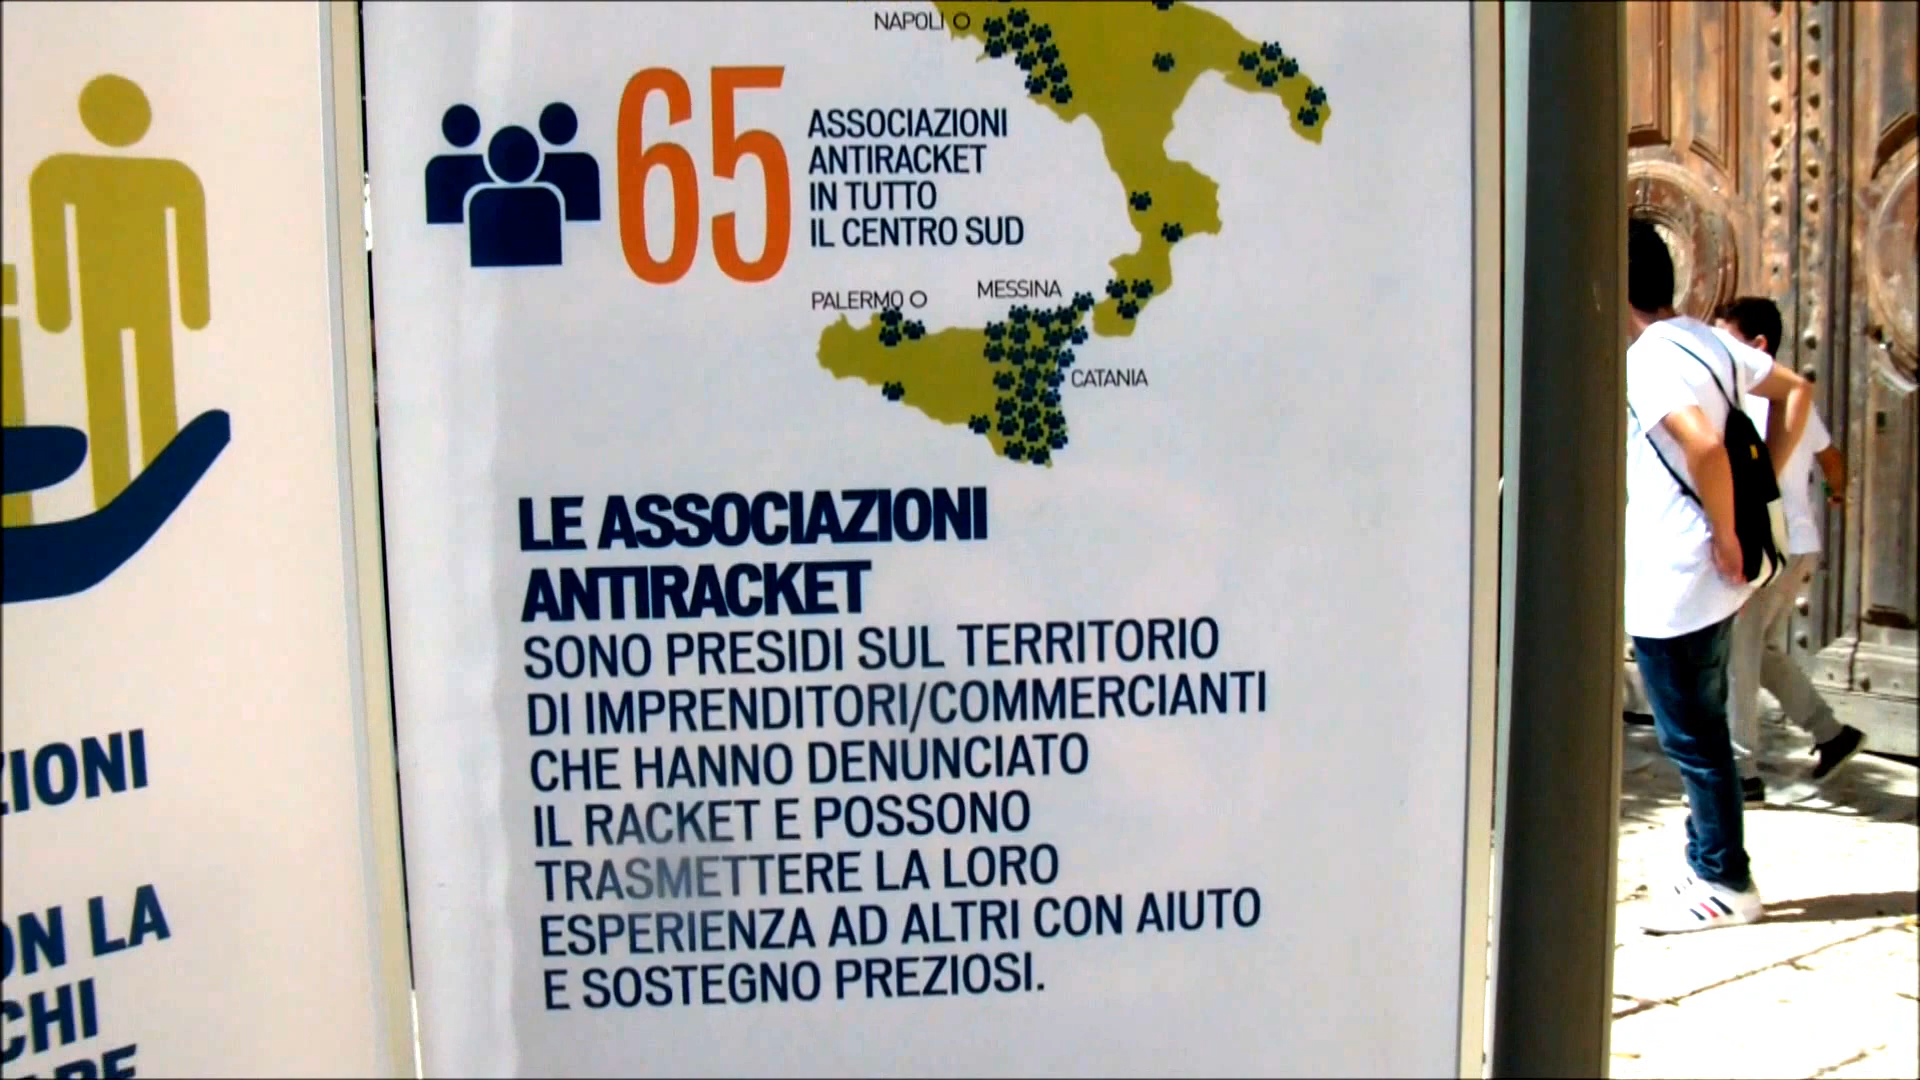 NAPOLI
65
ASSOCIAZIONI
ANTIRACKET
IN TUTTO
IL CENTRO SUD
PALERMO
MESSINA
CATANIA
LE ASSOCIAZIONI
ANTIRACKET
SONO PRESIDI SUL TERRITORIO
DI IMPRENDITORI/COMMERCIANTI
CHE HANNO DENUNCIATO
IL RACKET E POSSONO
TRASMETTERE LA LORO
ESPERIENZA AD ALTRI CON AIUTO
E SOSTEGNO PREZIOSI.
ZIONI
ON LA
CHI